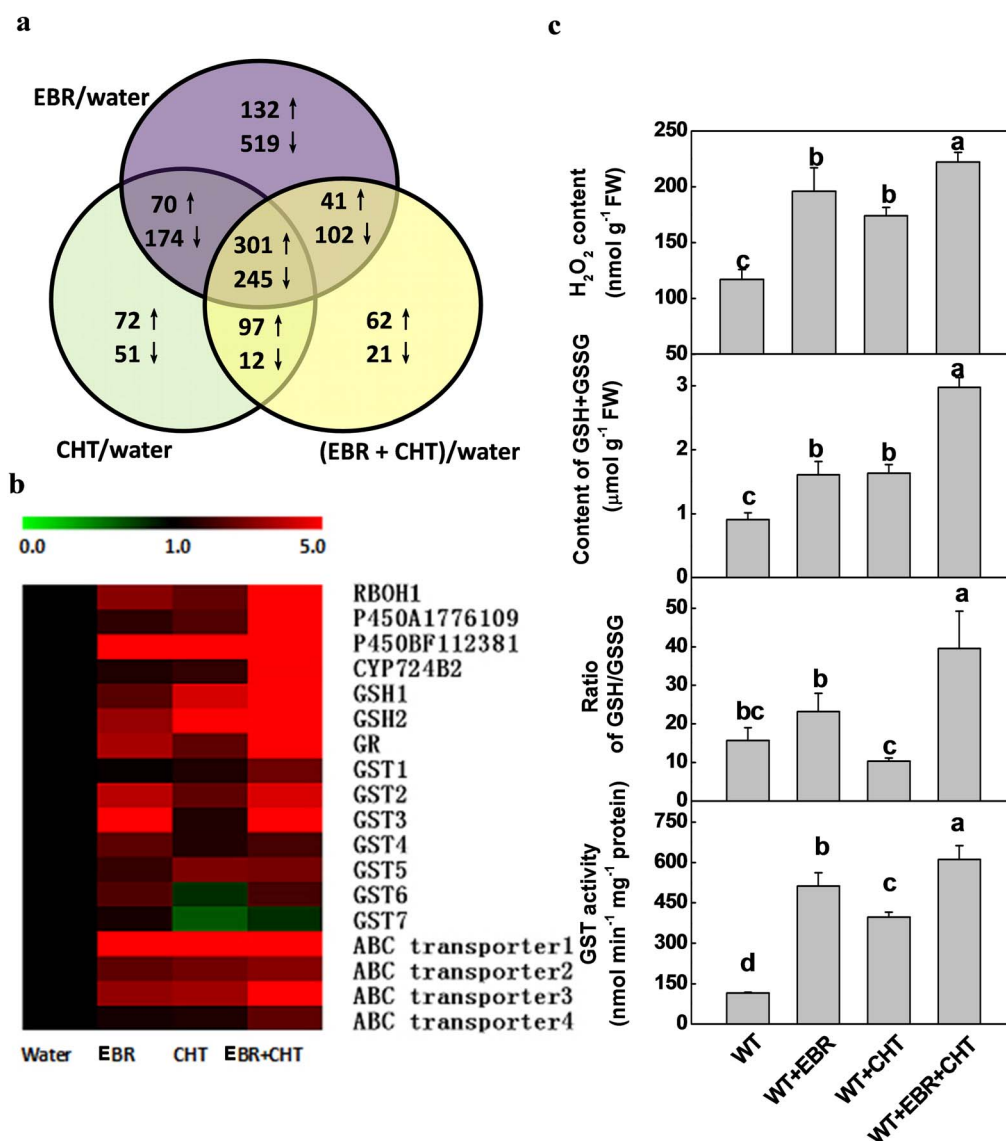 a
EBR/water
132 ↑
519 ↓
70 ↑
174 ↓
41 ↑
102 ↓
301 ↑
245 ↓
72 ↑
51 ↓
97 ↑
12 ↓
62 ↑
21 ↓
CHT/water
(EBR + CHT)/water
b
0.0 1.0 5.0
RBOH1
P450A1776109
P450BF112381
CYP724B2
GSH1
GSH2
GR
GST1
GST2
GST3
GST4
GST5
GST6
GST7
ABC transporter1
ABC transporter2
ABC transporter3
ABC transporter4
Water EBR CHT EBR+CHT
c
H₂O₂ content
(nmol g⁻¹ FW)
250
200
150
100
50
c b b a
Content of GSH+GSSG
(μmol g⁻¹ FW)
3
2
1
0
c b b a
Ratio
of GSH/GSSG
50
40
30
20
10
0
bc b c a
GST activity
(nmol min⁻¹ mg⁻¹ protein)
750
600
450
300
150
0
d b c a
WT
WT+EBR
WT+CHT
WT+EBR+CHT